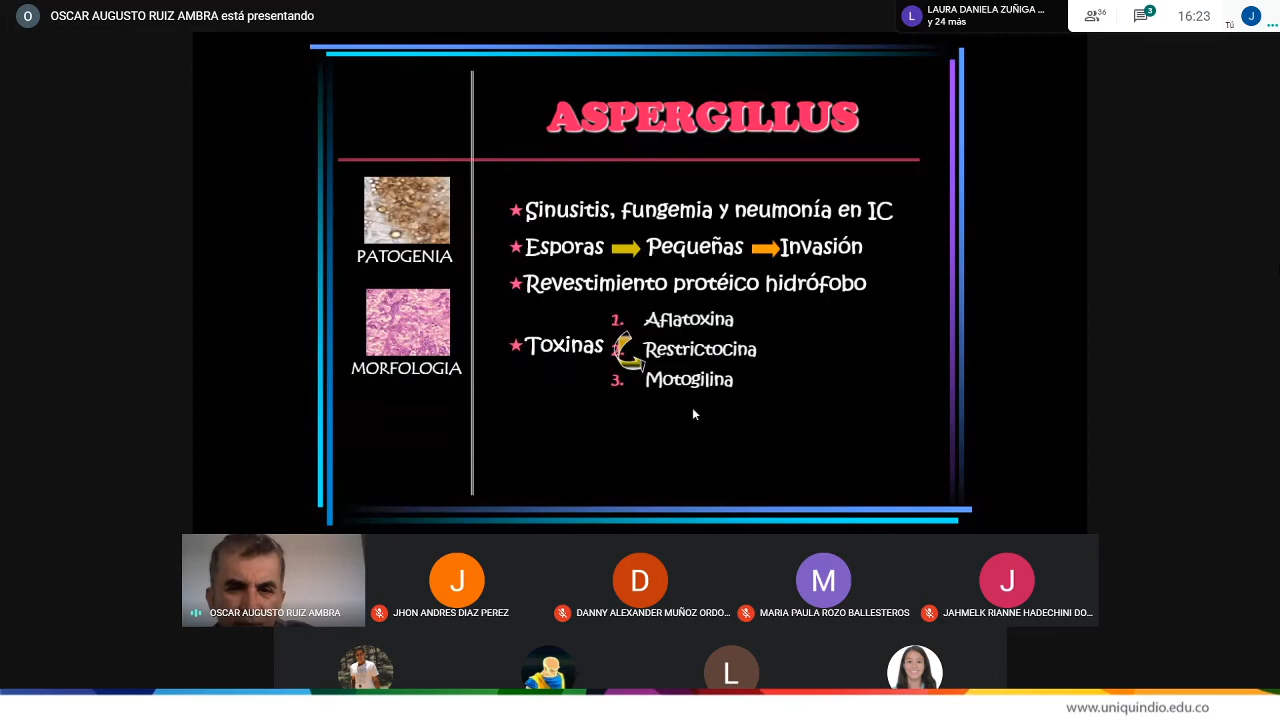 O OSCAR AUGUSTO RUIZ AMBRA está presentando
L LAURA DANIELA ZUÑIGA ...
y 24 más
36
3
16:23
Tú
J
ASPERGILLUS
PATOGENIA
MORFOLOGIA
Sinusitis, fungemia y neumonía en IC
Esporas Pequeñas Invasión
Revestimiento protéico hidrófobo
Toxinas
1. Aflatoxina
2. Restrictocina
3. Motogilina
OSCAR AUGUSTO RUIZ AMBRA
J
JHON ANDRES DIAZ PEREZ
D
DANNY ALEXANDER MUÑOZ ORDO...
M
MARIA PAULA ROZO BALLESTEROS
J
JAHMELK RIANNE HADECHINI DO...
L
www.uniquindio.edu.co